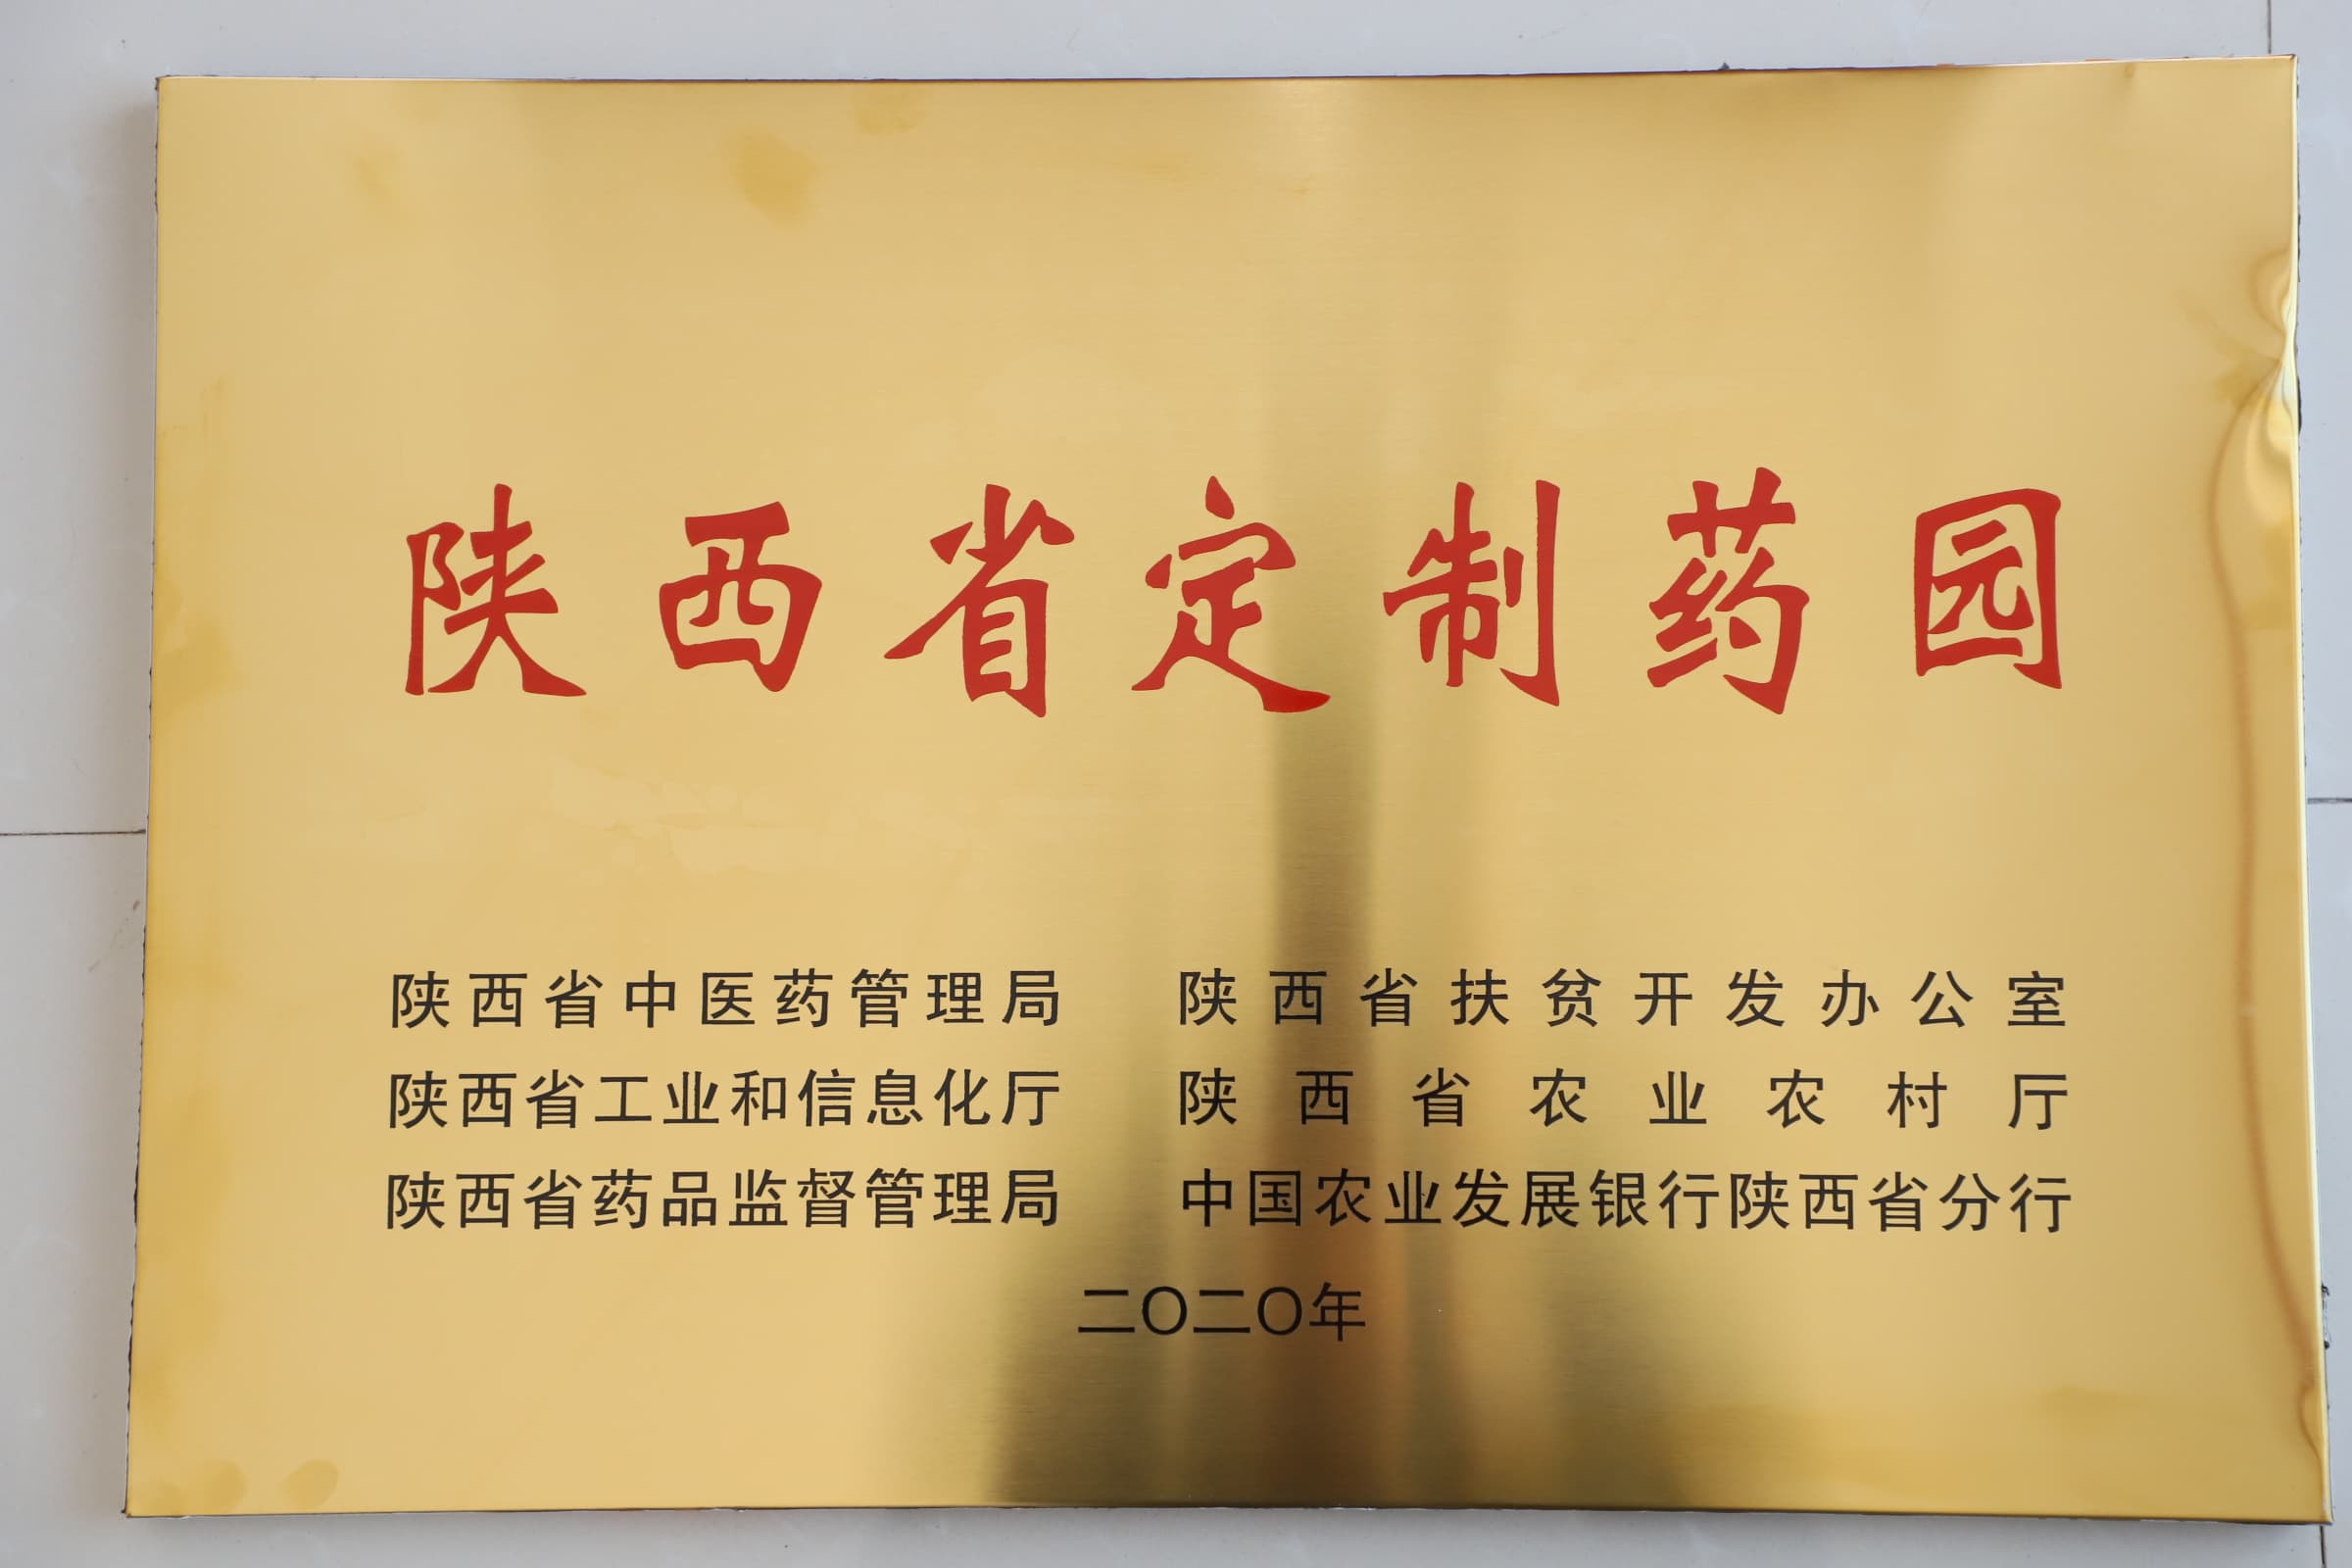 陕西省定制药园
陕西省中医药管理局 陕西省扶贫开发办公室
陕西省工业和信息化厅 陕西省农业农村厅
陕西省药品监督管理局 中国农业发展银行陕西省分行
二〇二〇年